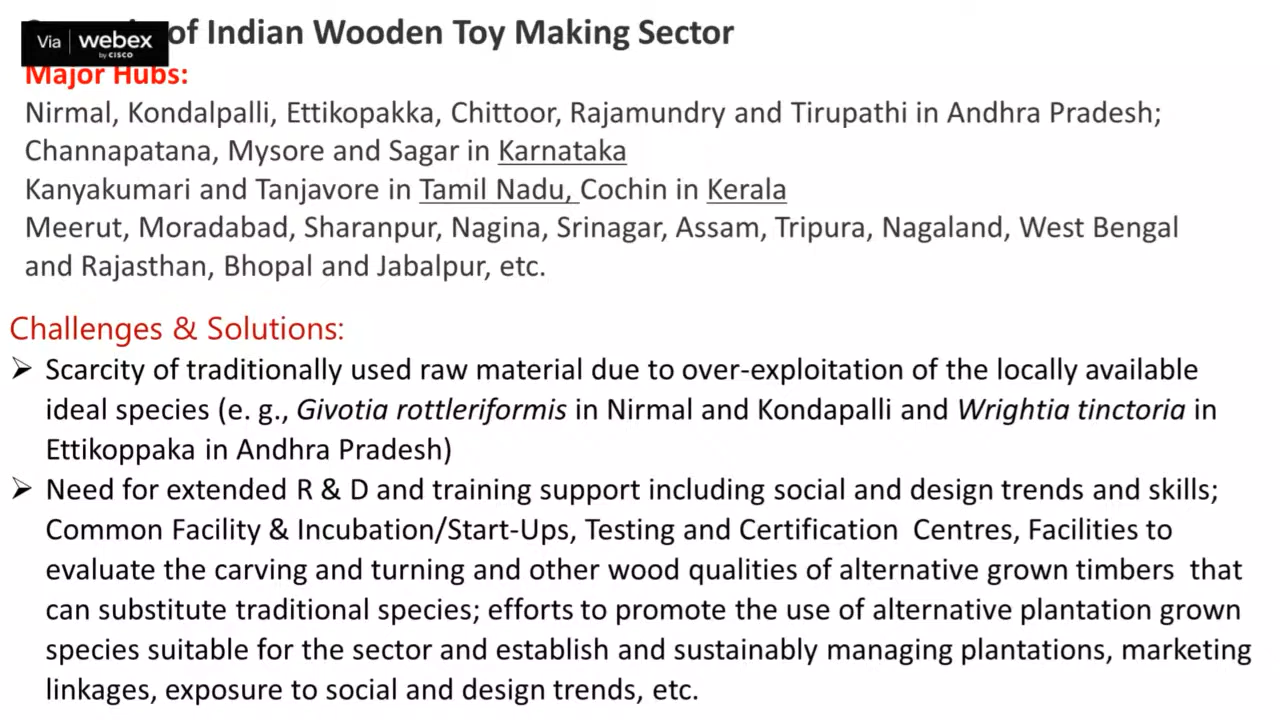 Via webex
by CISCO
of Indian Wooden Toy Making Sector
Major Hubs:
Nirmal, Kondalpalli, Ettikopakka, Chittoor, Rajamundry and Tirupathi in Andhra Pradesh;
Channapatana, Mysore and Sagar in Karnataka
Kanyakumari and Tanjavore in Tamil Nadu, Cochin in Kerala
Meerut, Moradabad, Sharanpur, Nagina, Srinagar, Assam, Tripura, Nagaland, West Bengal
and Rajasthan, Bhopal and Jabalpur, etc.
Challenges & Solutions:
➢ Scarcity of traditionally used raw material due to over-exploitation of the locally available
ideal species (e. g., Givotia rottleriformis in Nirmal and Kondapalli and Wrightia tinctoria in
Ettikoppaka in Andhra Pradesh)
➢ Need for extended R & D and training support including social and design trends and skills;
Common Facility & Incubation/Start-Ups, Testing and Certification Centres, Facilities to
evaluate the carving and turning and other wood qualities of alternative grown timbers that
can substitute traditional species; efforts to promote the use of alternative plantation grown
species suitable for the sector and establish and sustainably managing plantations, marketing
linkages, exposure to social and design trends, etc.